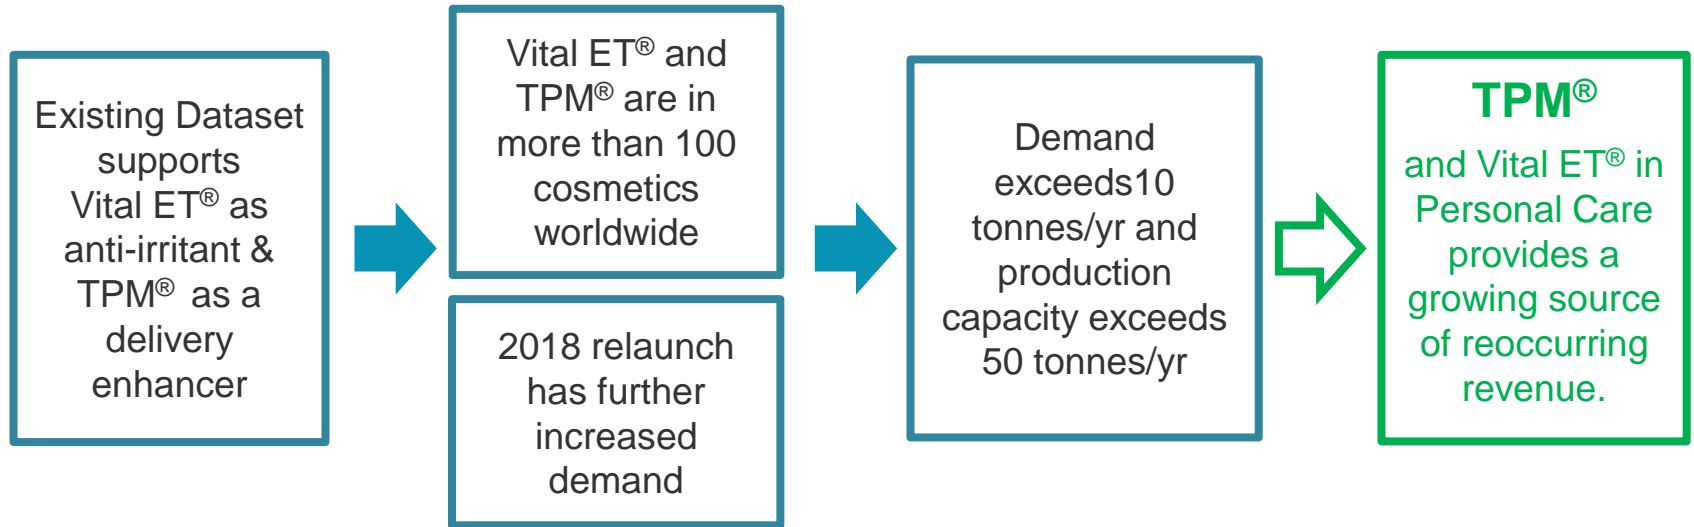 Existing Dataset
supports
Vital ET® as
anti-irritant &
TPM® as a
delivery
enhancer
Vital ET® and
TPM® are in
more than 100
cosmetics
worldwide
2018 relaunch
has further
increased
demand
Demand
exceeds10
tonnes/yr and
production
capacity exceeds
50 tonnes/yr
TPM®
and Vital ET® in
Personal Care
provides a
growing source
of reoccurring
revenue.